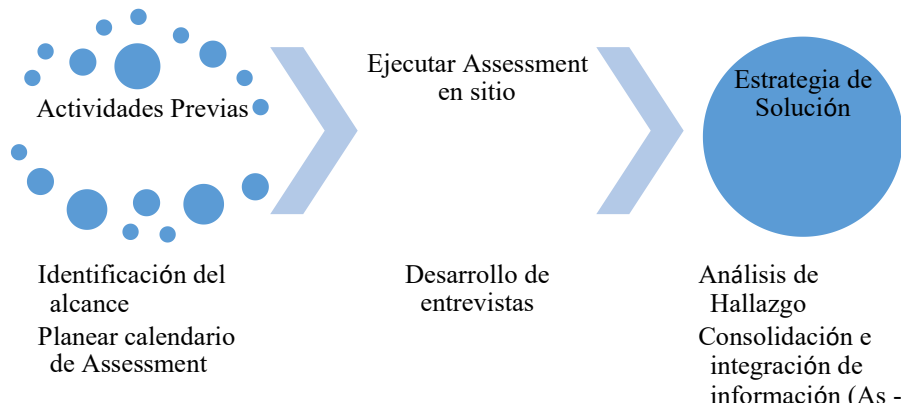 Actividades Previas
Identificación del
alcance
Planear calendario
de Assessment
Ejecutar Assessment
en sitio
Desarrollo de
entrevistas
Estrategia de
Solución
Análisis de
Hallazgo
Consolidación e
integración de
información (As -